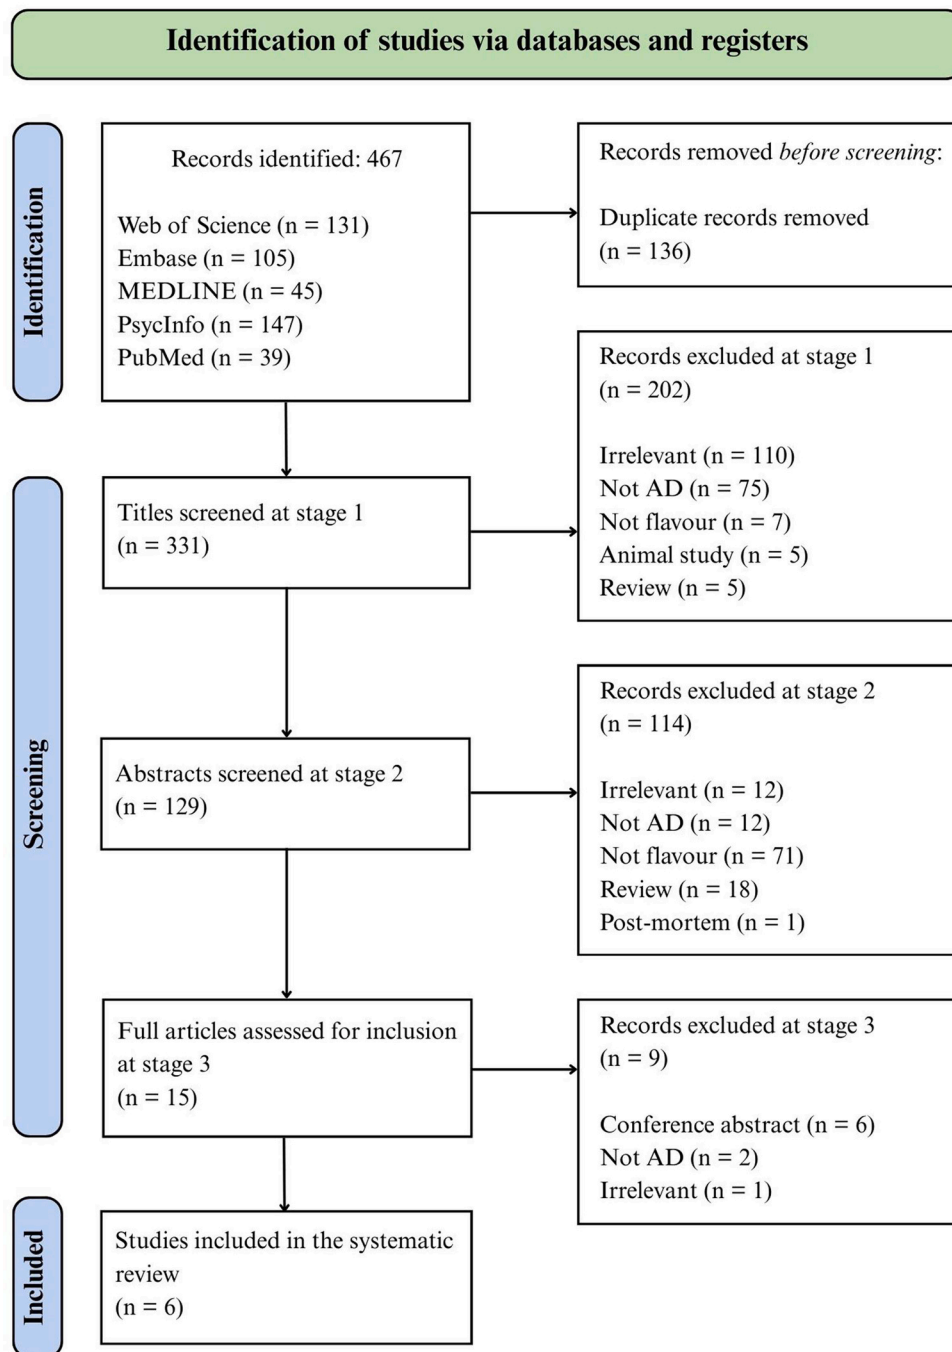 Identification of studies via databases and registers
Identification
Records identified: 467
Web of Science (n = 131)
Embase (n = 105)
MEDLINE (n = 45)
PsycInfo (n = 147)
PubMed (n = 39)
Records removed before screening:
Duplicate records removed
(n = 136)
Screening
Titles screened at stage 1
(n = 331)
Records excluded at stage 1
(n = 202)
Irrelevant (n = 110)
Not AD (n = 75)
Not flavour (n = 7)
Animal study (n = 5)
Review (n = 5)
Abstracts screened at stage 2
(n = 129)
Records excluded at stage 2
(n = 114)
Irrelevant (n = 12)
Not AD (n = 12)
Not flavour (n = 71)
Review (n = 18)
Post-mortem (n = 1)
Full articles assessed for inclusion
at stage 3
(n = 15)
Records excluded at stage 3
(n = 9)
Conference abstract (n = 6)
Not AD (n = 2)
Irrelevant (n = 1)
Included
Studies included in the systematic
review
(n = 6)